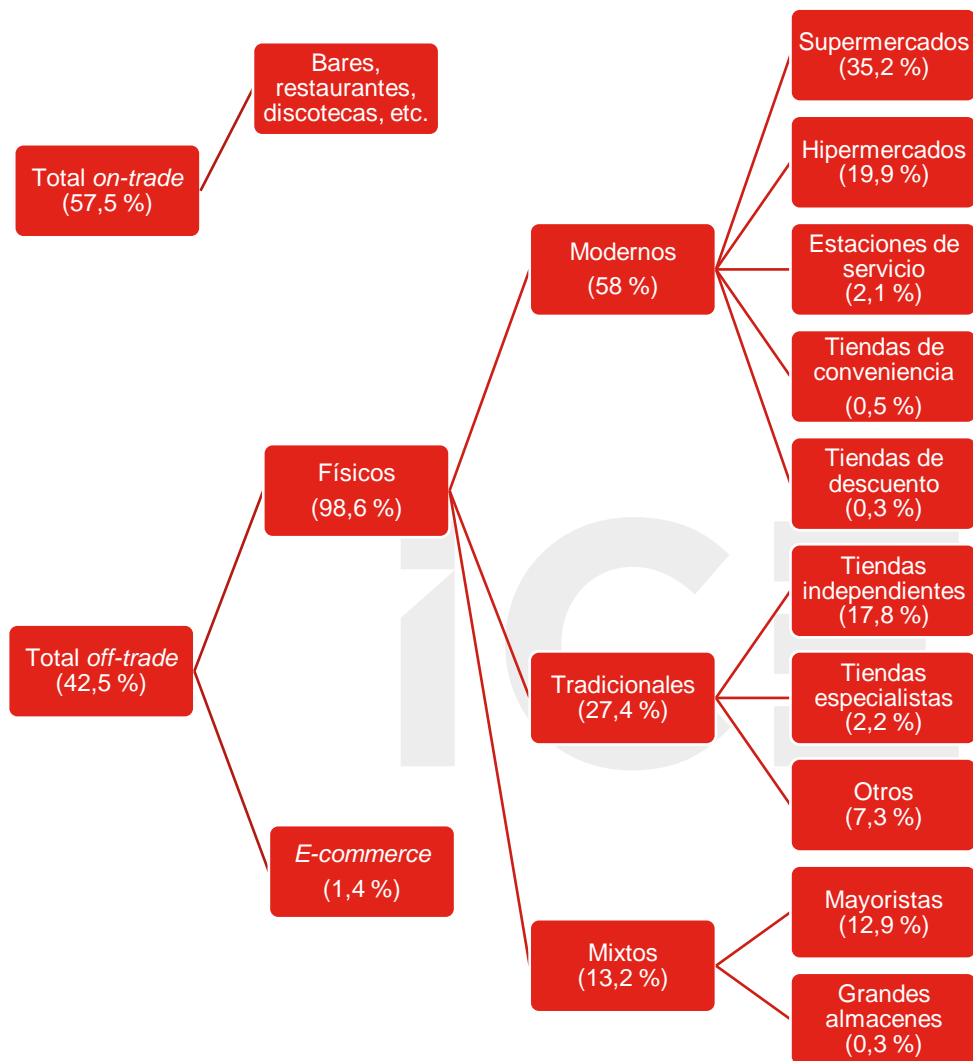 Bares,
restaurantes,
discotecas, etc.
Total on-trade
(57,5 %)
Total off-trade
(42,5 %)
Físicos
(98,6 %)
E-commerce
(1,4 %)
Modernos
(58 %)
Tradicionales
(27,4 %)
Mixtos
(13,2 %)
Supermercados
(35,2 %)
Hipermercados
(19,9 %)
Estaciones de
servicio
(2,1 %)
Tiendas de
conveniencia
(0,5 %)
Tiendas de
descuento
(0,3 %)
Tiendas
independientes
(17,8 %)
Tiendas
especialistas
(2,2 %)
Otros
(7,3 %)
Mayoristas
(12,9 %)
Grandes
almacenes
(0,3 %)